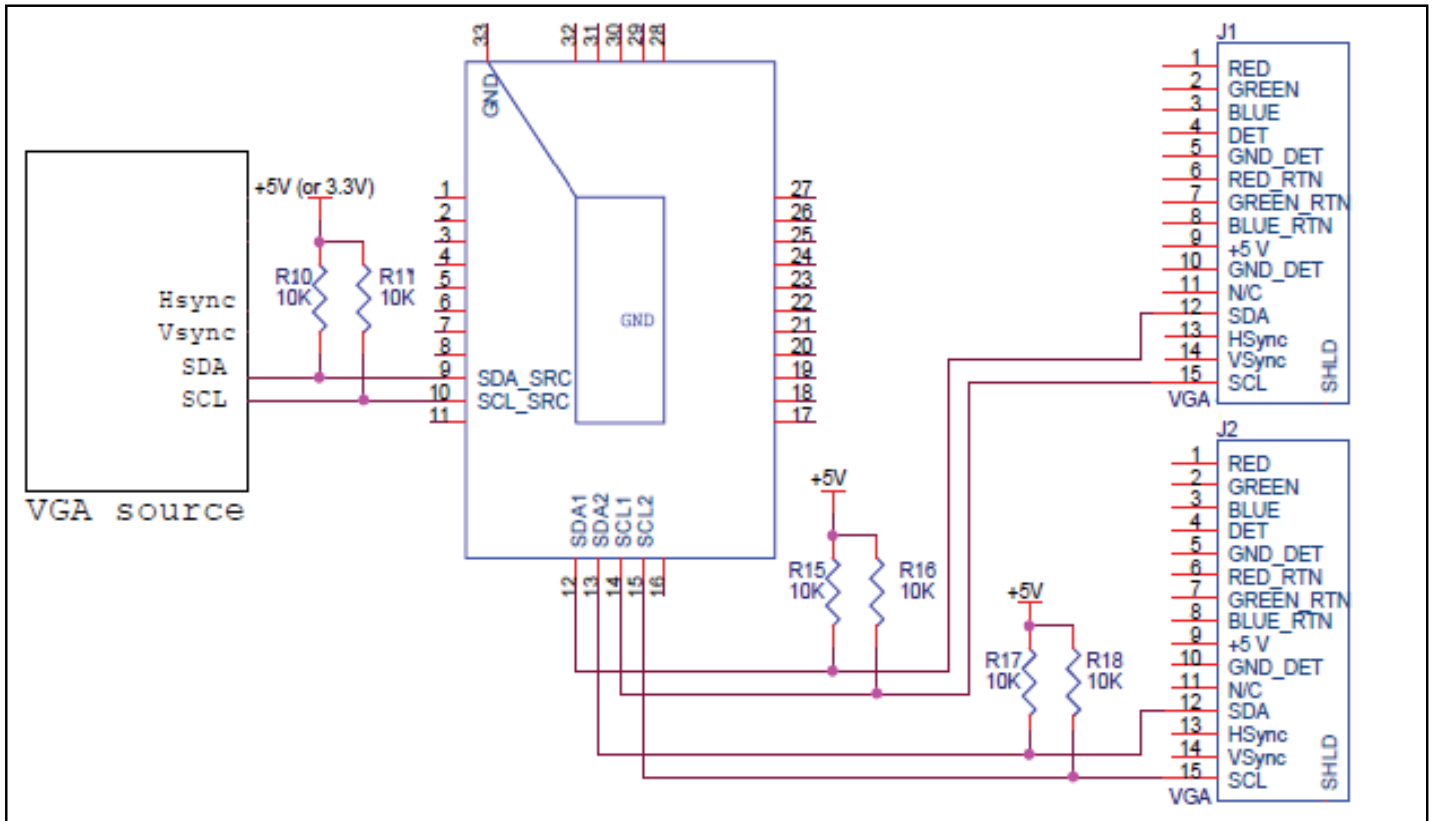 VGA source
Hsync
Vsync
SDA
SCL
+5V (or 3.3V)
R10
10K
R11
10K
33
32
31
30
29
28
GND
GND
1
2
3
4
5
6
7
8
9
10
11
SDA_SRC
SCL_SRC
27
26
25
24
23
22
21
20
19
18
17
SDA1
SDA2
SCL1
SCL2
12
13
14
15
16
+5V
R15
10K
R16
10K
+5V
R17
10K
R18
10K
J1
1 RED
2 GREEN
3 BLUE
4 DET
5 GND_DET
6 RED_RTN
7 GREEN_RTN
8 BLUE_RTN
9 +5 V
10 GND_DET
11 N/C
12 SDA
13 HSync
14 VSync
15 SCL
SHLD
VGA
J2
1 RED
2 GREEN
3 BLUE
4 DET
5 GND_DET
6 RED_RTN
7 GREEN_RTN
8 BLUE_RTN
9 +5 V
10 GND_DET
11 N/C
12 SDA
13 HSync
14 VSync
15 SCL
SHLD
VGA